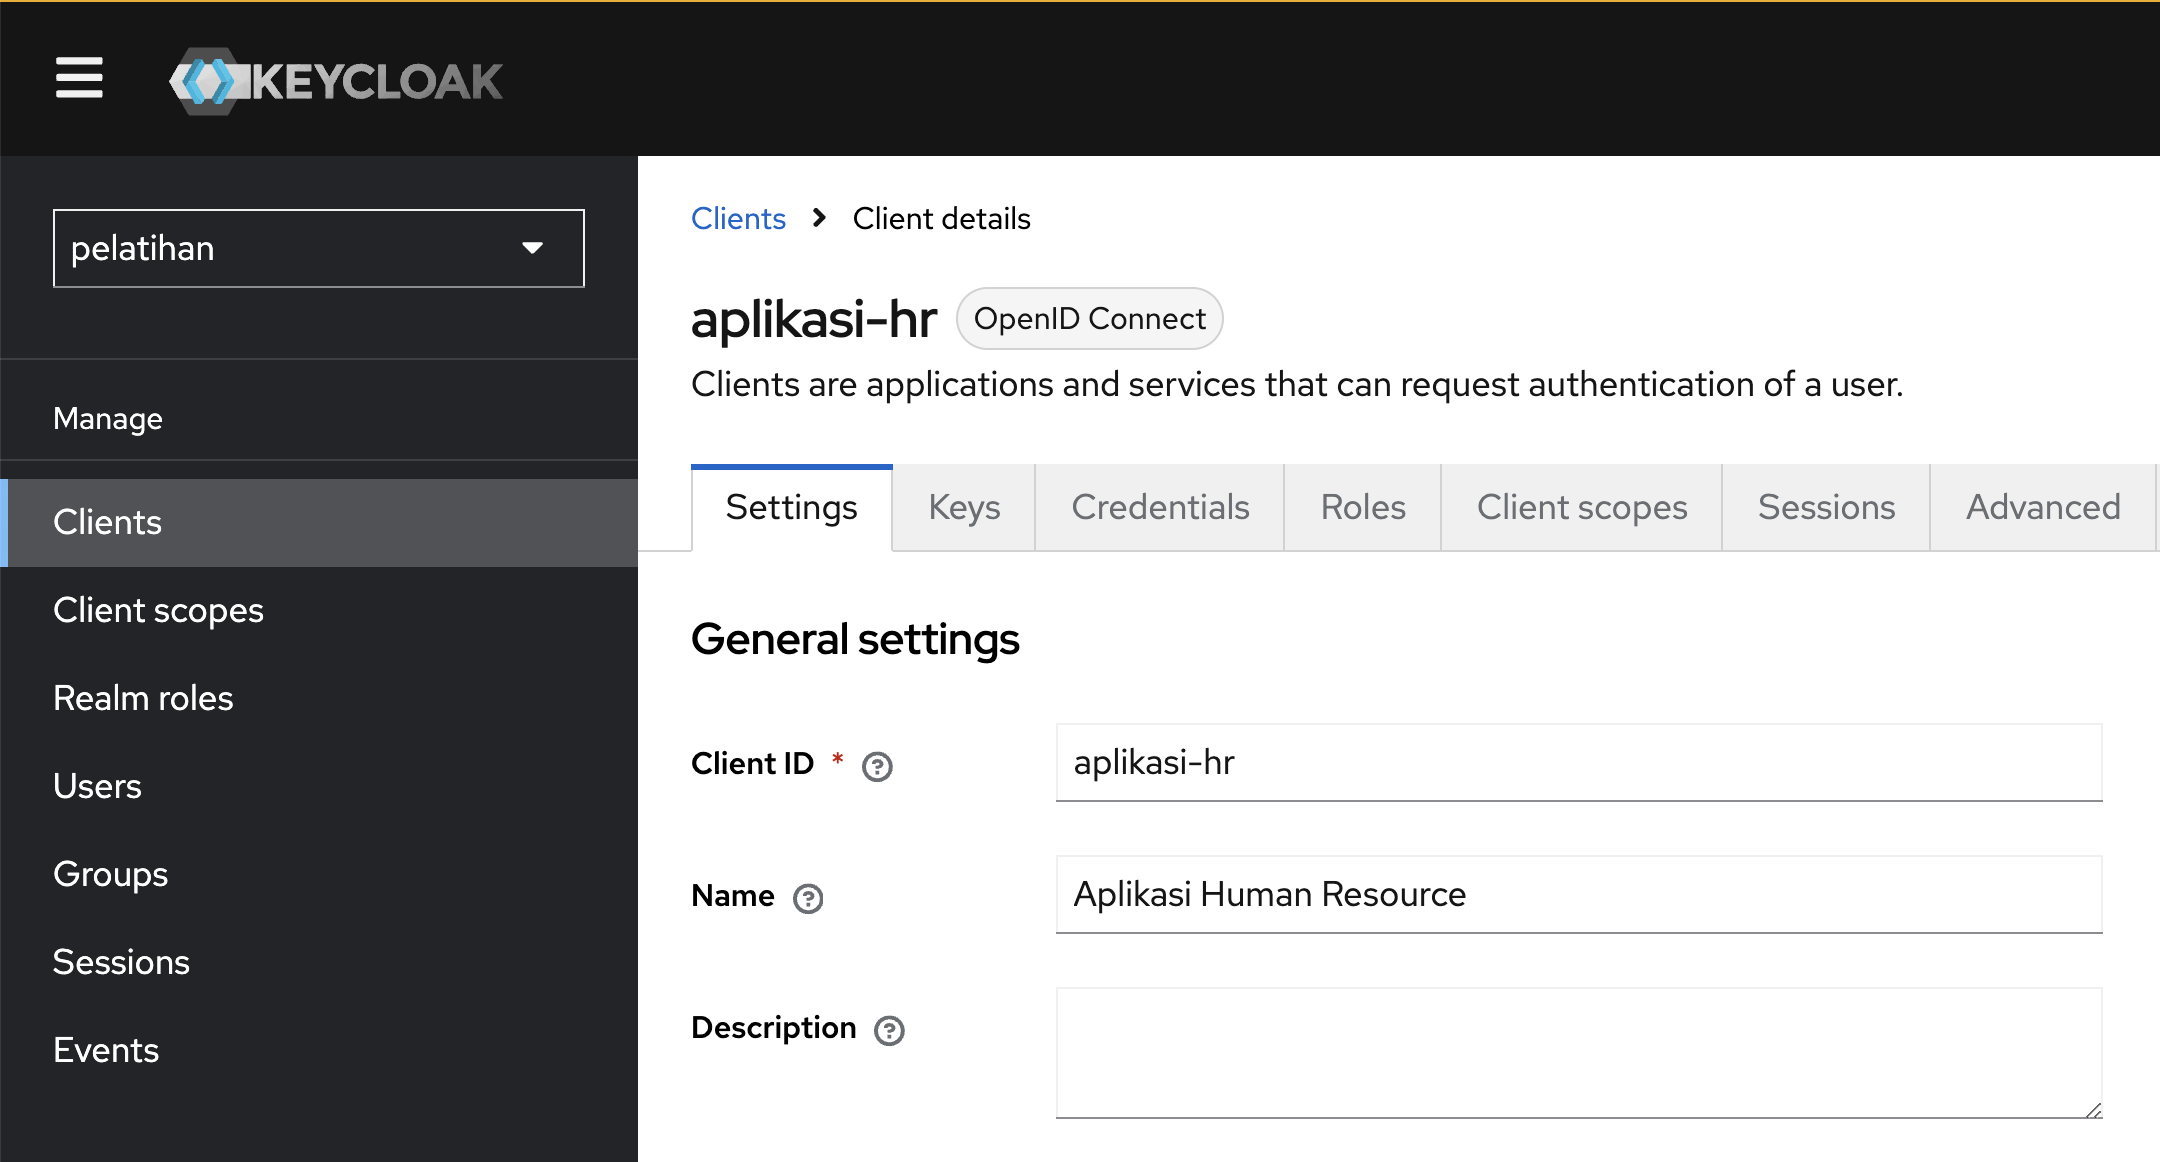 KEYCLOAK
pelatihan
Manage
Clients
Client scopes
Realm roles
Users
Groups
Sessions
Events
Clients > Client details
aplikasi-hr OpenID Connect
Clients are applications and services that can request authentication of a user.
Settings Keys Credentials Roles Client scopes Sessions Advanced
General settings
Client ID * aplikasi-hr
Name Aplikasi Human Resource
Description